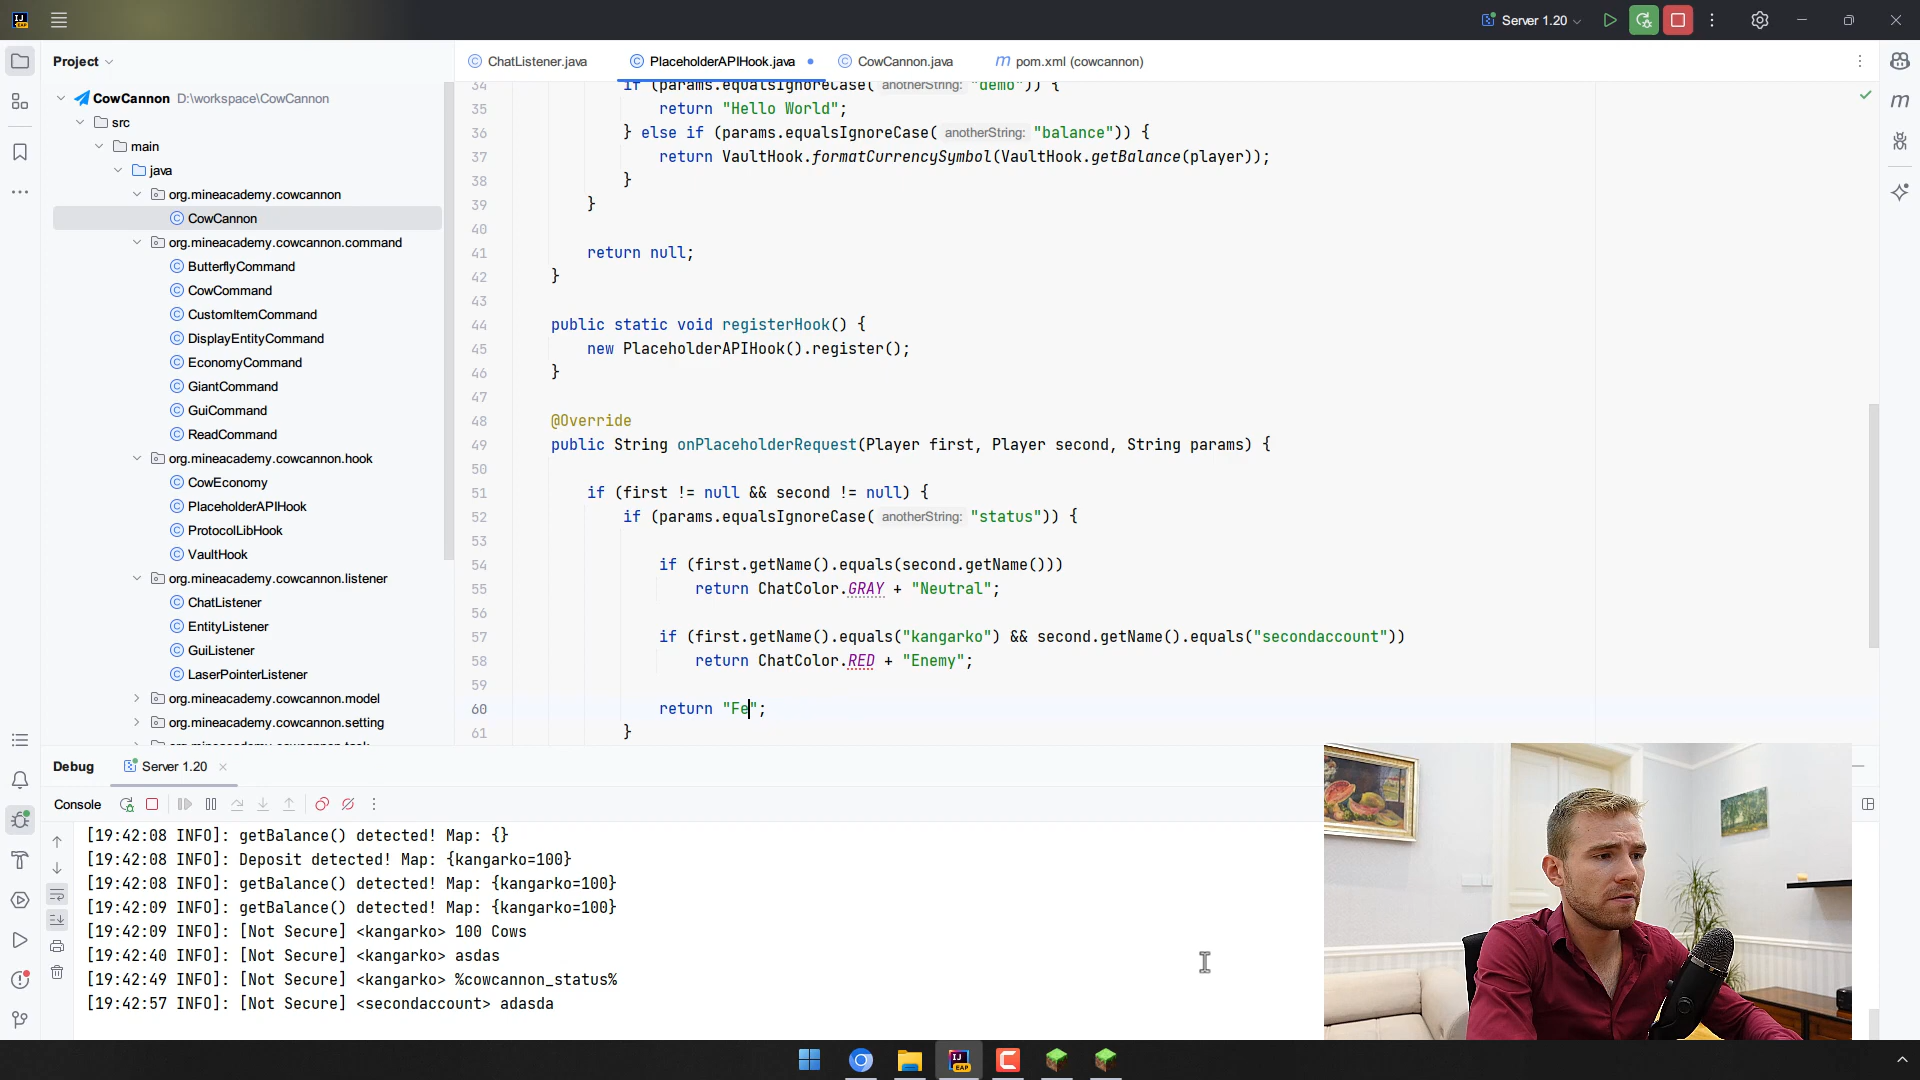 Server 1.20
Project
ChatListener.java
PlaceholderAPIHook.java
CowCannon.java
pom.xml (cowcannon)
CowCannon D:\workspace\CowCannon
src
main
java
org.mineacademy.cowcannon
CowCannon
org.mineacademy.cowcannon.command
ButterflyCommand
CowCommand
CustomItemCommand
DisplayEntityCommand
EconomyCommand
GiantCommand
GuiCommand
ReadCommand
org.mineacademy.cowcannon.hook
CowEconomy
PlaceholderAPIHook
ProtocolLibHook
VaultHook
org.mineacademy.cowcannon.listener
ChatListener
EntityListener
GuiListener
LaserPointerListener
org.mineacademy.cowcannon.model
org.mineacademy.cowcannon.setting
34 if (params.equalsIgnoreCase( anotherString: "demo")) {
35 return "Hello World";
36 } else if (params.equalsIgnoreCase( anotherString: "balance")) {
37 return VaultHook.formatCurrencySymbol(VaultHook.getBalance(player));
38 }
39 }
40
41 return null;
42 }
43
44 public static void registerHook() {
45 new PlaceholderAPIHook().register();
46 }
47
48 @Override
49 public String onPlaceholderRequest(Player first, Player second, String params) {
50
51 if (first != null && second != null) {
52 if (params.equalsIgnoreCase( anotherString: "status")) {
53
54 if (first.getName().equals(second.getName()))
55 return ChatColor.GRAY + "Neutral";
56
57 if (first.getName().equals("kangarko") && second.getName().equals("secondaccount"))
58 return ChatColor.RED + "Enemy";
59
60 return "Fe";
61 }
Debug
Server 1.20
Console
[19:42:08 INFO]: getBalance() detected! Map: {}
[19:42:08 INFO]: Deposit detected! Map: {kangarko=100}
[19:42:08 INFO]: getBalance() detected! Map: {kangarko=100}
[19:42:09 INFO]: getBalance() detected! Map: {kangarko=100}
[19:42:09 INFO]: [Not Secure] <kangarko> 100 Cows
[19:42:40 INFO]: [Not Secure] <kangarko> asdas
[19:42:49 INFO]: [Not Secure] <kangarko> %cowcannon_status%
[19:42:57 INFO]: [Not Secure] <secondaccount> adasda